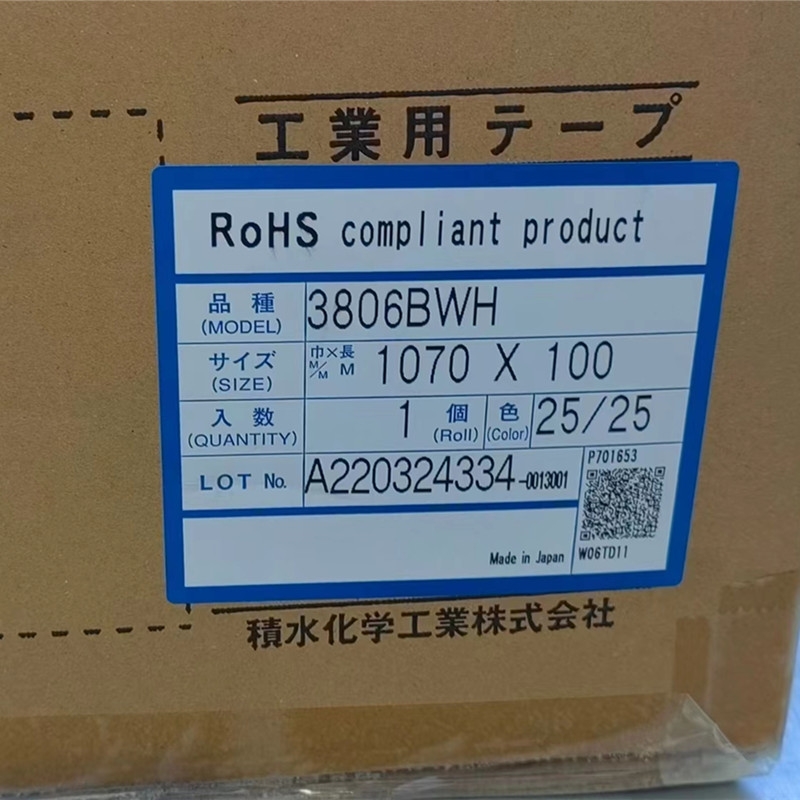 工業用テープ
RoHS compliant product
品種 (MODEL) 3806BWH
サイズ (SIZE) 巾×長 M/M M 1070 X 100
入数 (QUANTITY) 1 個 (Roll) 色 (Color) 25/25
LOT No. A220324334-0013001
P701653
W06TD11
Made in Japan
積水化学工業株式会社